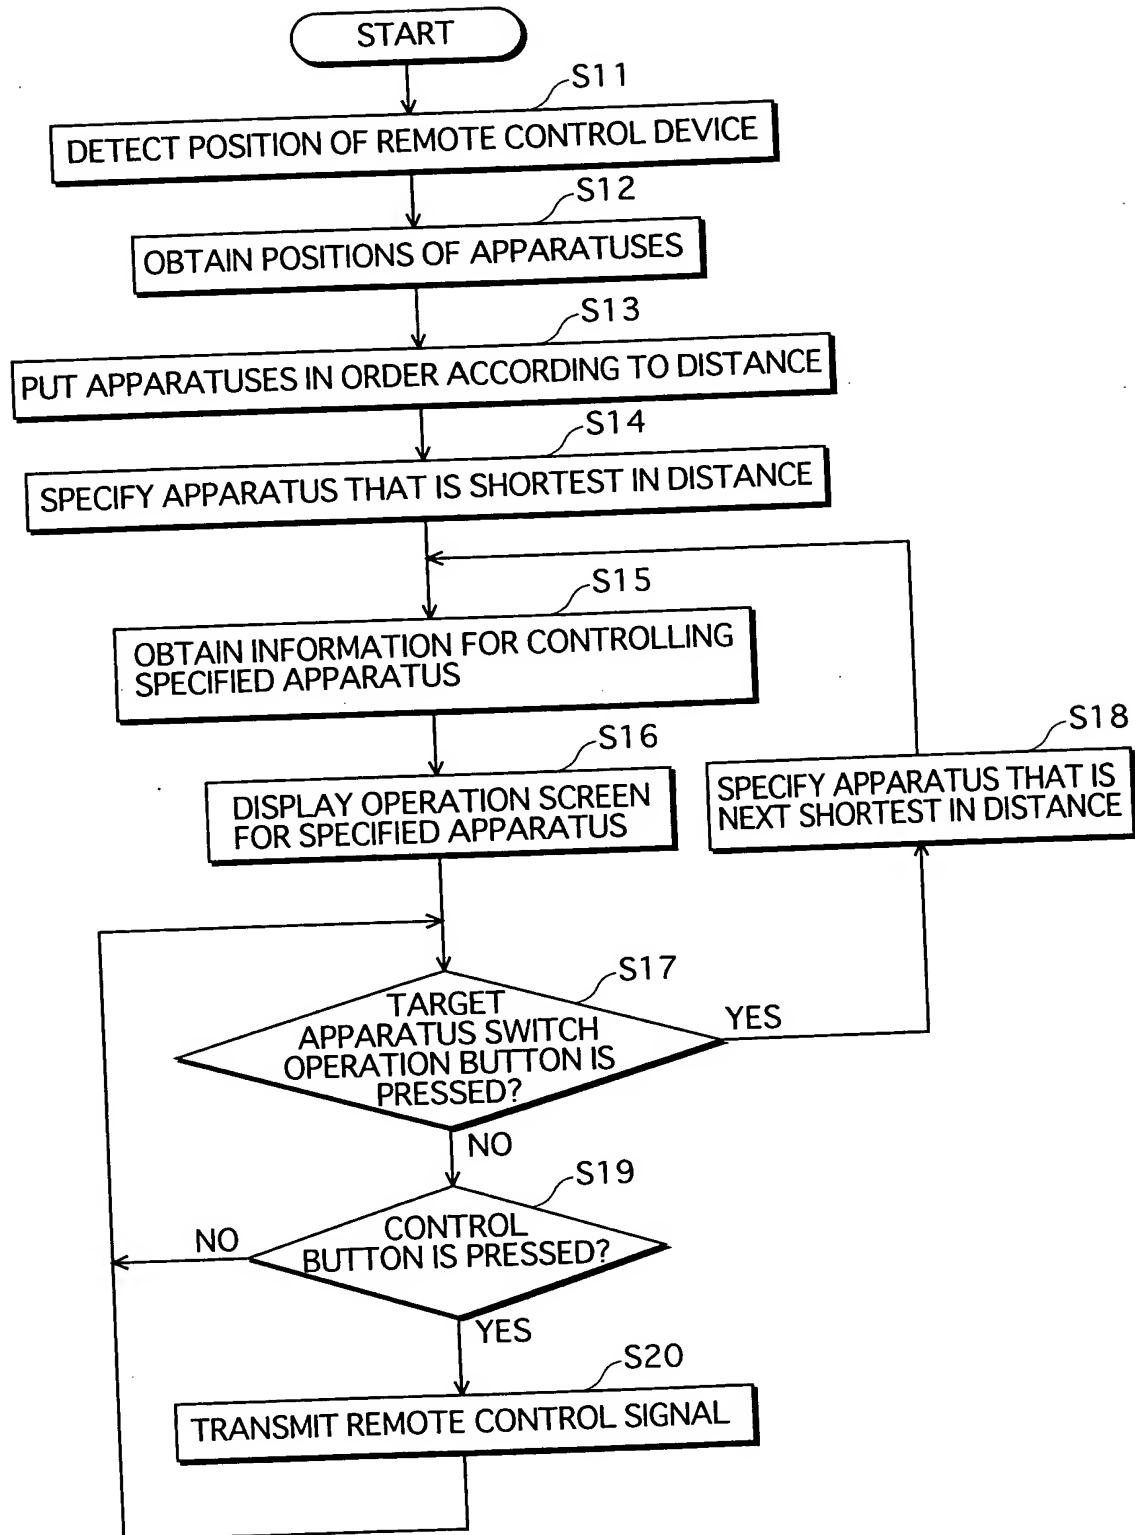 START
S11
DETECT POSITION OF REMOTE CONTROL DEVICE
S12
OBTAIN POSITIONS OF APPARATUSES
S13
PUT APPARATUSES IN ORDER ACCORDING TO DISTANCE
S14
SPECIFY APPARATUS THAT IS SHORTEST IN DISTANCE
S15
OBTAIN INFORMATION FOR CONTROLLING
SPECIFIED APPARATUS
S16
DISPLAY OPERATION SCREEN
FOR SPECIFIED APPARATUS
S18
SPECIFY APPARATUS THAT IS
NEXT SHORTEST IN DISTANCE
S17
TARGET
APPARATUS SWITCH
OPERATION BUTTON IS
PRESSED?
YES
NO
S19
CONTROL
BUTTON IS PRESSED?
NO
YES
S20
TRANSMIT REMOTE CONTROL SIGNAL